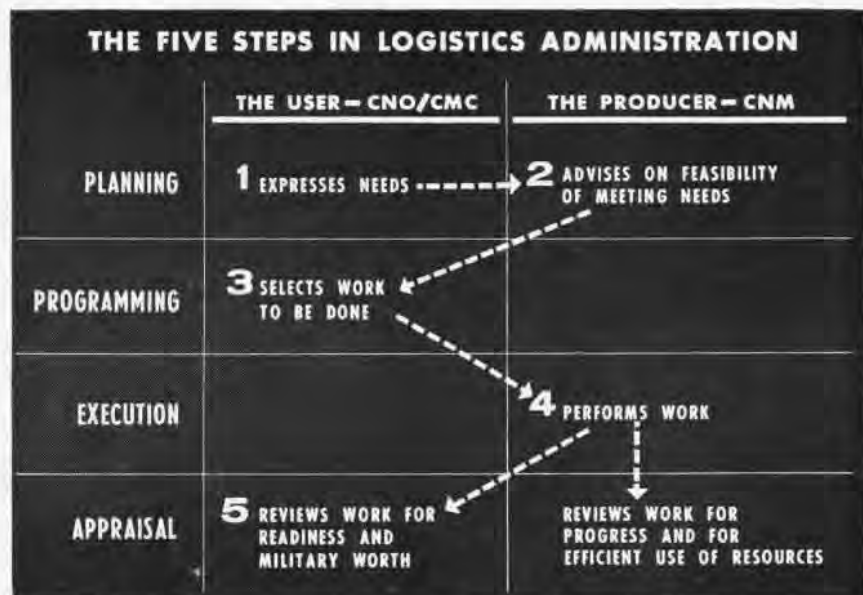 THE FIVE STEPS IN LOGISTICS ADMINISTRATION
THE USER — CNO/CMC
THE PRODUCER — CNM
PLANNING
1 EXPRESSES NEEDS
2 ADVISES ON FEASIBILITY
OF MEETING NEEDS
PROGRAMMING
3 SELECTS WORK
TO BE DONE
EXECUTION
4 PERFORMS WORK
APPRAISAL
5 REVIEWS WORK FOR
READINESS AND
MILITARY WORTH
REVIEWS WORK FOR
PROGRESS AND FOR
EFFICIENT USE OF RESOURCES